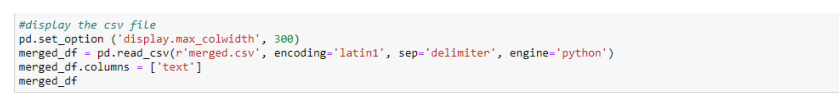 #display the csv file
pd.set_option ('display.max_colwidth', 300)
merged_df = pd.read_csv(r'merged.csv', encoding='latin1', sep='delimiter', engine='python')
merged_df.columns = ['text']
merged_df